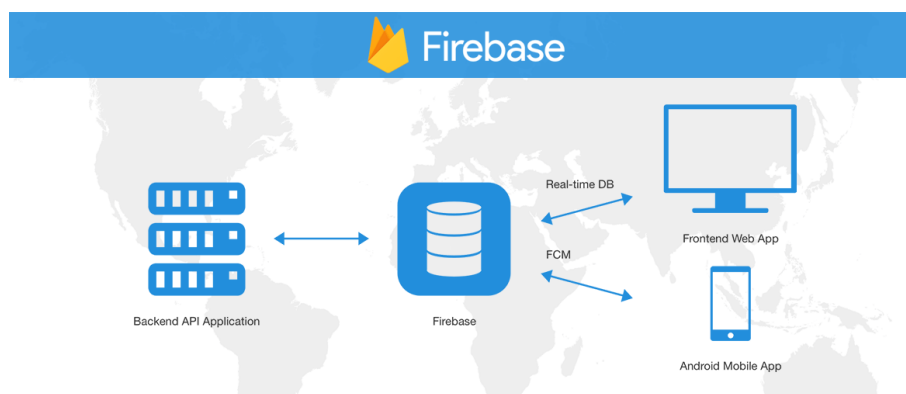 Firebase
Real-time DB
Frontend Web App
FCM
Backend API Application
Firebase
Android Mobile App